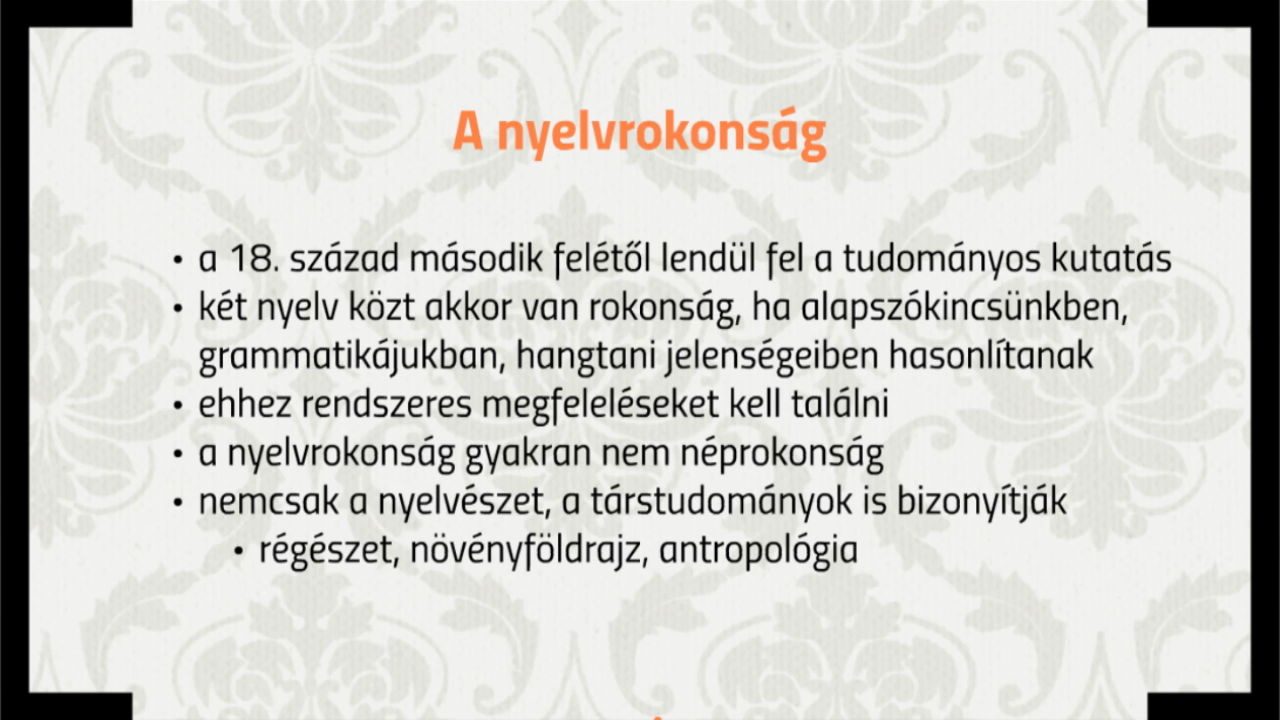 A nyelvrokonság
• a 18. század második felétől lendül fel a tudományos kutatás
• két nyelv közt akkor van rokonság, ha alapszókincsünkben,
grammatikájukban, hangtani jelenségeiben hasonlítanak
• ehhez rendszeres megfeleléseket kell találni
• a nyelvrokonság gyakran nem néprokonság
• nemcsak a nyelvészet, a társtudományok is bizonyítják
• régészet, növényföldrajz, antropológia